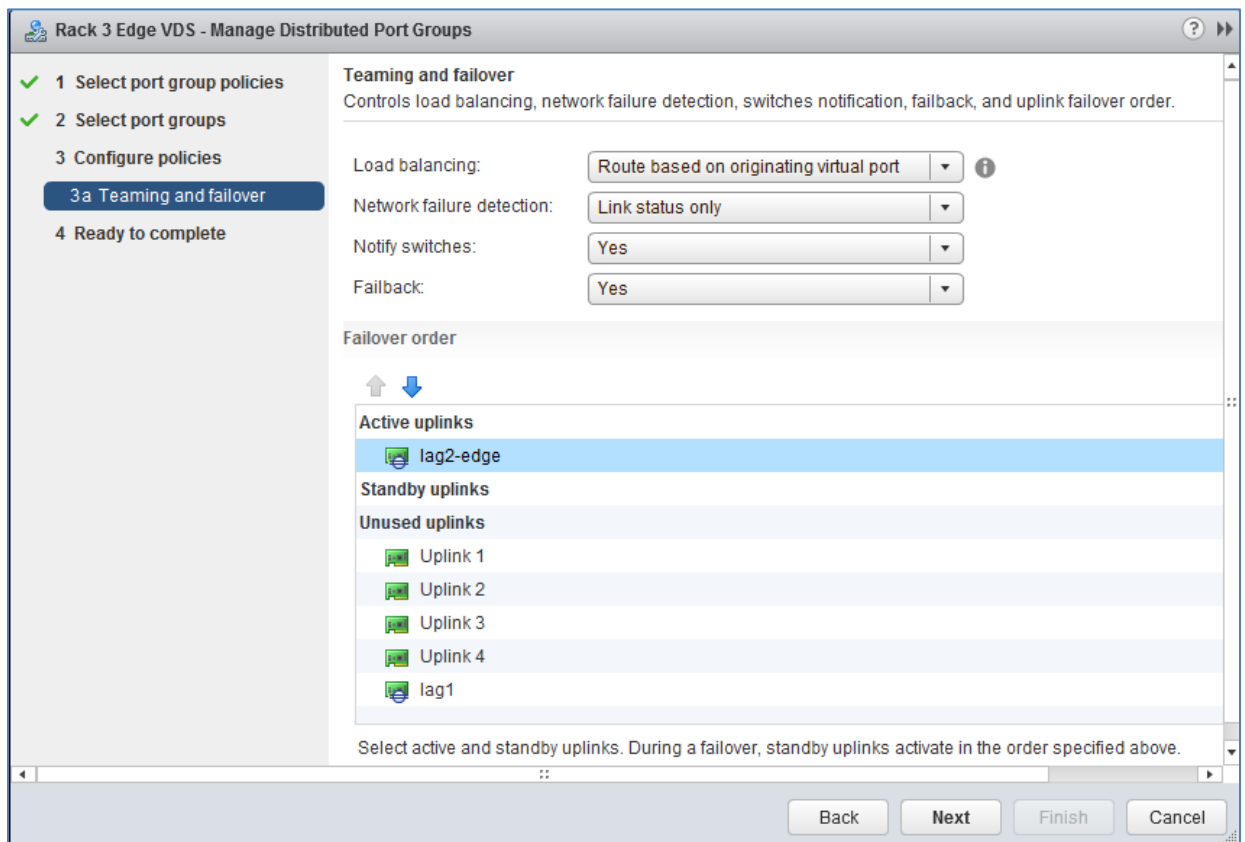 Rack 3 Edge VDS - Manage Distributed Port Groups
1 Select port group policies
2 Select port groups
3 Configure policies
3a Teaming and failover
4 Ready to complete
Teaming and failover
Controls load balancing, network failure detection, switches notification, failback, and uplink failover order.
Load balancing: Route based on originating virtual port
Network failure detection: Link status only
Notify switches: Yes
Failback: Yes
Failover order
Active uplinks
lag2-edge
Standby uplinks
Unused uplinks
Uplink 1
Uplink 2
Uplink 3
Uplink 4
lag1
Select active and standby uplinks. During a failover, standby uplinks activate in the order specified above.
Back Next Finish Cancel